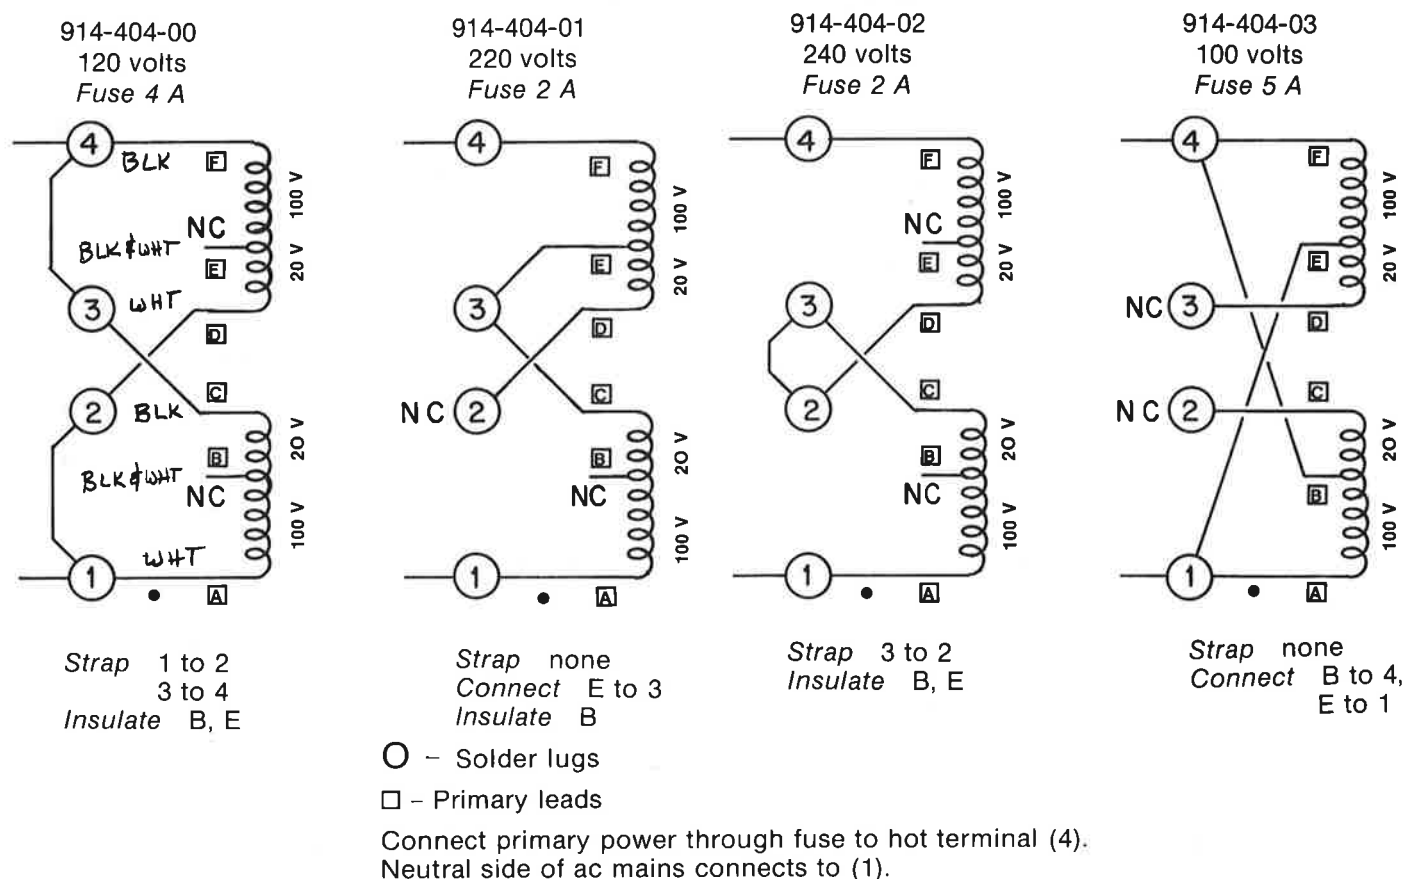 914-404-00
120 volts
Fuse 4 A
4
BLK
F
100 V
NC
BLK & WHT
E
20 V
3
WHT
D
C
2
BLK
20 V
B
BLK & WHT
NC
100 V
WHT
1
A
Strap 1 to 2
3 to 4
Insulate B, E
914-404-01
220 volts
Fuse 2 A
4
F
100 V
E
20 V
3
D
C
NC 2
20 V
B
NC
100 V
1
A
Strap none
Connect E to 3
Insulate B
914-404-02
240 volts
Fuse 2 A
4
F
100 V
NC
E
20 V
3
D
C
2
20 V
B
NC
100 V
1
A
Strap 3 to 2
Insulate B, E
914-404-03
100 volts
Fuse 5 A
4
F
100 V
E
20 V
NC 3
D
C
NC 2
20 V
B
100 V
1
A
Strap none
Connect B to 4,
E to 1
O – Solder lugs
□ – Primary leads
Connect primary power through fuse to hot terminal (4).
Neutral side of ac mains connects to (1).